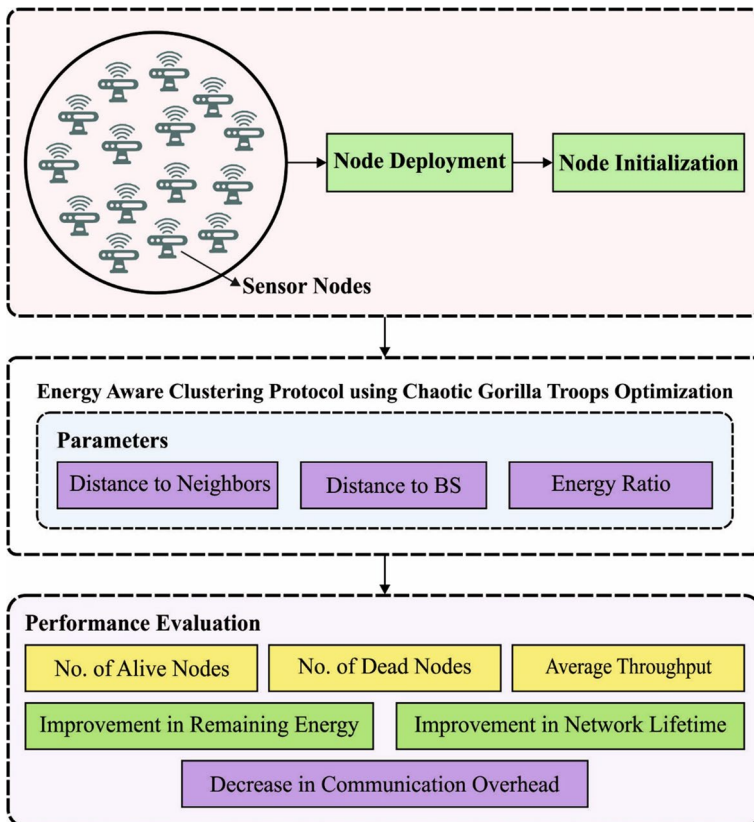 Node Deployment
Node Initialization
Sensor Nodes
Energy Aware Clustering Protocol using Chaotic Gorilla Troops Optimization
Parameters
Distance to Neighbors
Distance to BS
Energy Ratio
Performance Evaluation
No. of Alive Nodes
No. of Dead Nodes
Average Throughput
Improvement in Remaining Energy
Improvement in Network Lifetime
Decrease in Communication Overhead